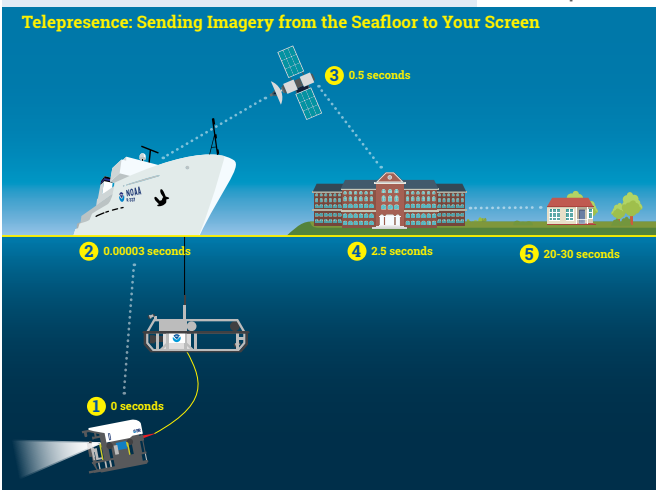 Telepresence: Sending Imagery from the Seafloor to Your Screen
3 0.5 seconds
NOAA
R 337
2 0.00003 seconds
4 2.5 seconds
5 20-30 seconds
1 0 seconds